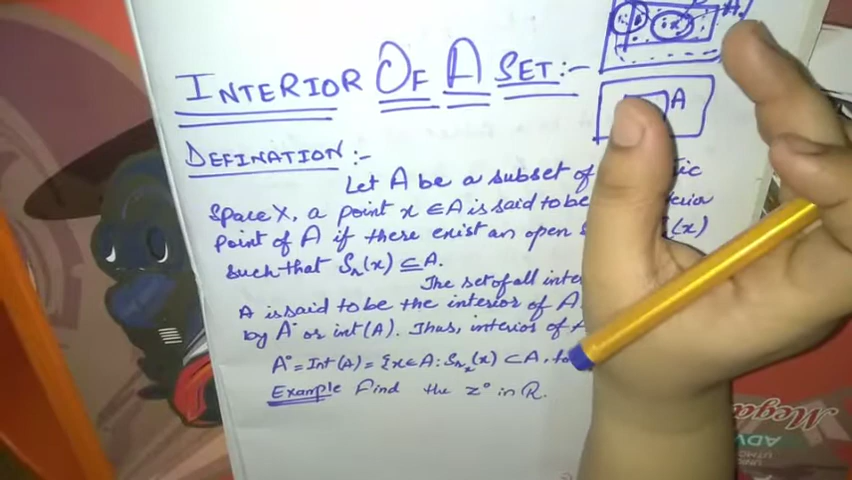 INTERIOR OF A SET:-
A
DEFINATION:-
Let A be a subset of
Space X, a point x ∈ A is said to be
point of A if there exist an open (x)
such that Sr(x) ⊆ A.
The set of all
A is said to be the interior of A
by A° or int(A). Thus, interior of
A° = Int(A) = {x ∈ A : Srx(x) ⊂ A,
Example Find the Z° in R.
Mega